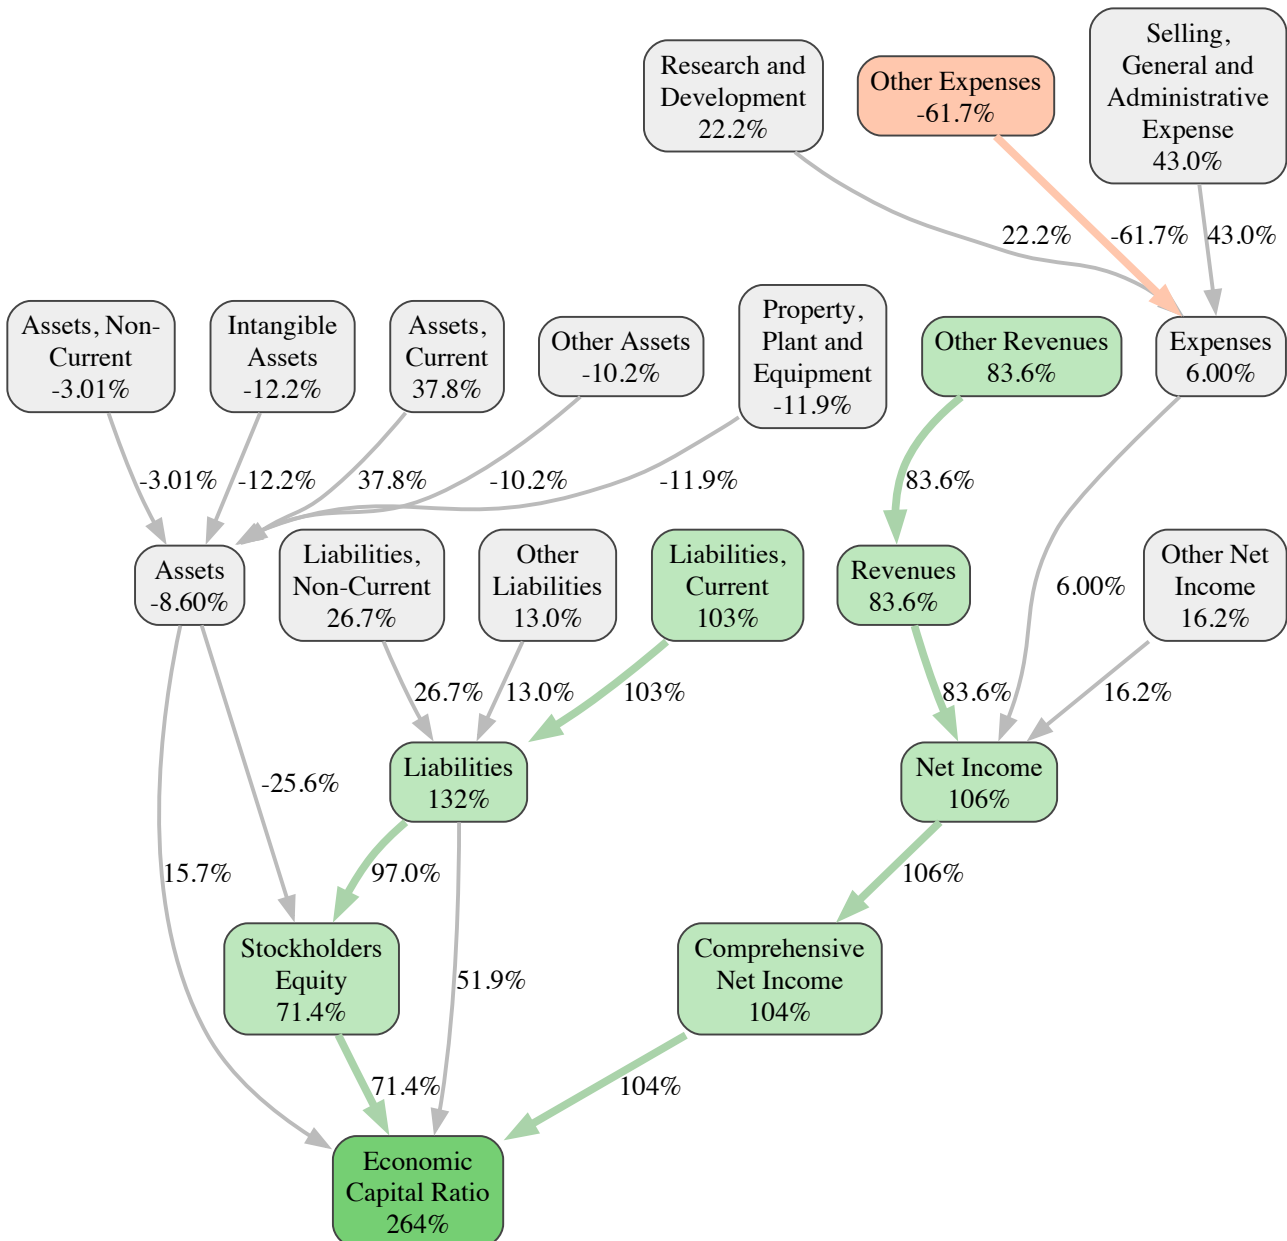 Research and
Development
22.2%
Other Expenses
-61.7%
Selling,
General and
Administrative
Expense
43.0%
22.2%
-61.7%
43.0%
Assets, Non-
Current
-3.01%
Intangible
Assets
-12.2%
Assets,
Current
37.8%
Other Assets
-10.2%
Property,
Plant and
Equipment
-11.9%
Other Revenues
83.6%
Expenses
6.00%
-3.01%
-12.2%
37.8%
-10.2%
-11.9%
83.6%
Assets
-8.60%
Liabilities,
Non-Current
26.7%
Other
Liabilities
13.0%
Liabilities,
Current
103%
Revenues
83.6%
6.00%
Other Net
Income
16.2%
26.7%
13.0%
103%
83.6%
16.2%
-25.6%
Liabilities
132%
Net Income
106%
15.7%
97.0%
106%
Stockholders
Equity
71.4%
51.9%
Comprehensive
Net Income
104%
71.4%
104%
Economic
Capital Ratio
264%